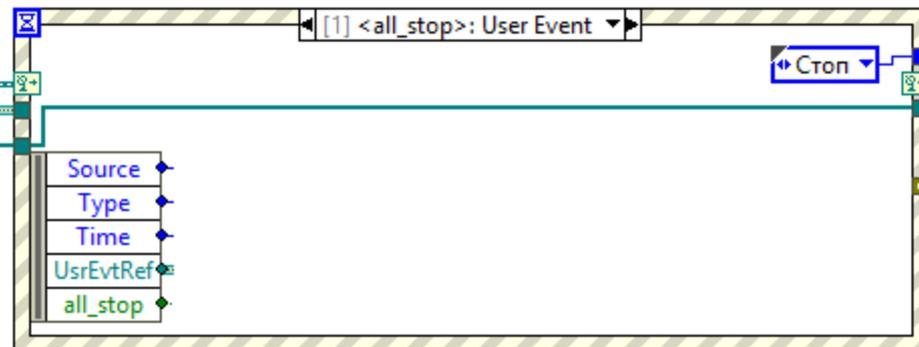 [1] <all_stop>: User Event
Стоп
Source
Type
Time
UsrEvtRef
all_stop